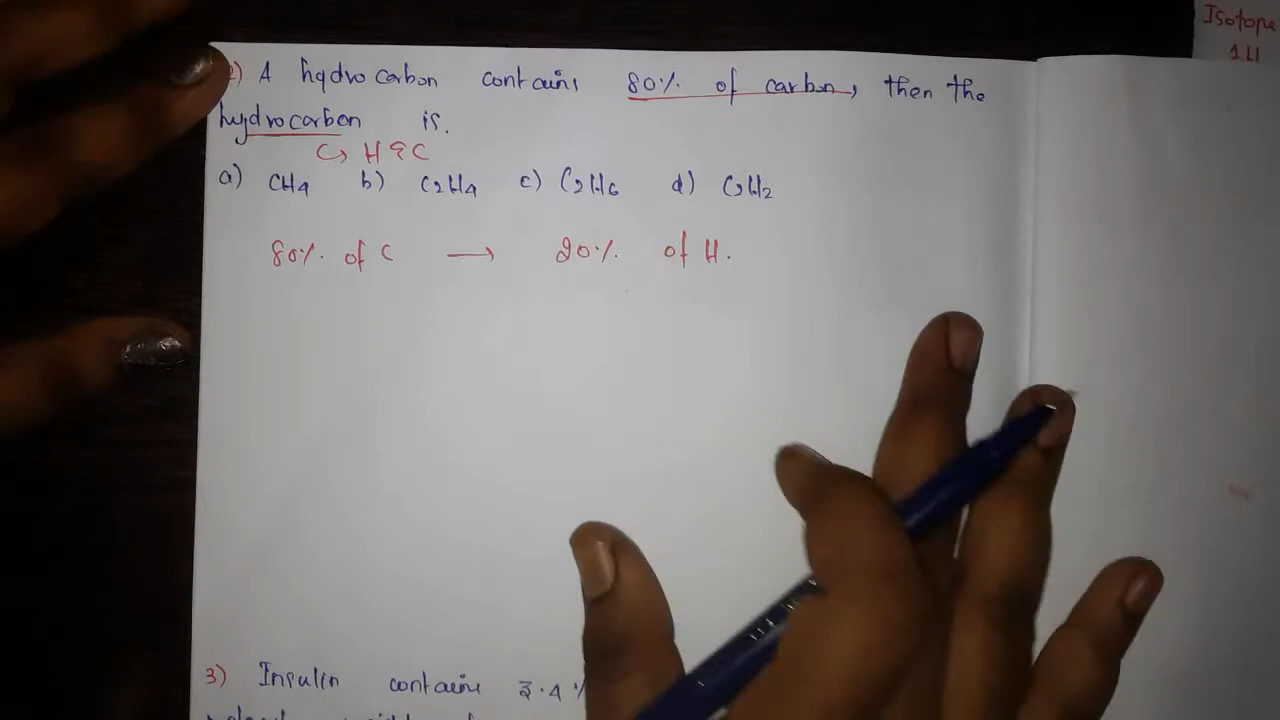 Isotope
1H
2) A hydrocarbon contains 80% of carbon, then the
hydrocarbon is.
↳ H & C
a) CH4 b) C2H4 c) C2H6 d) C2H2
80% of C → 20% of H.
3) Insulin contains 3.4%